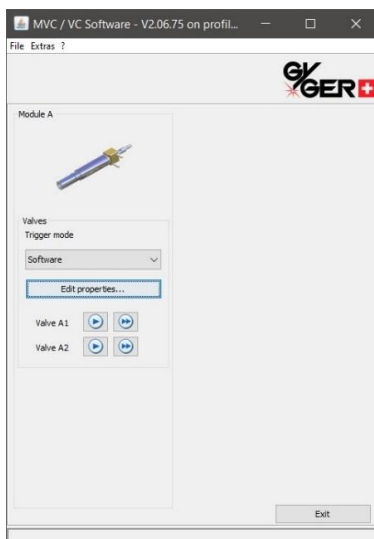 MVC / VC Software - V2.06.75 on profil...
File Extras ?
GYGER
Module A
Valves
Trigger mode
Software
Edit properties...
Valve A1
Valve A2
Exit